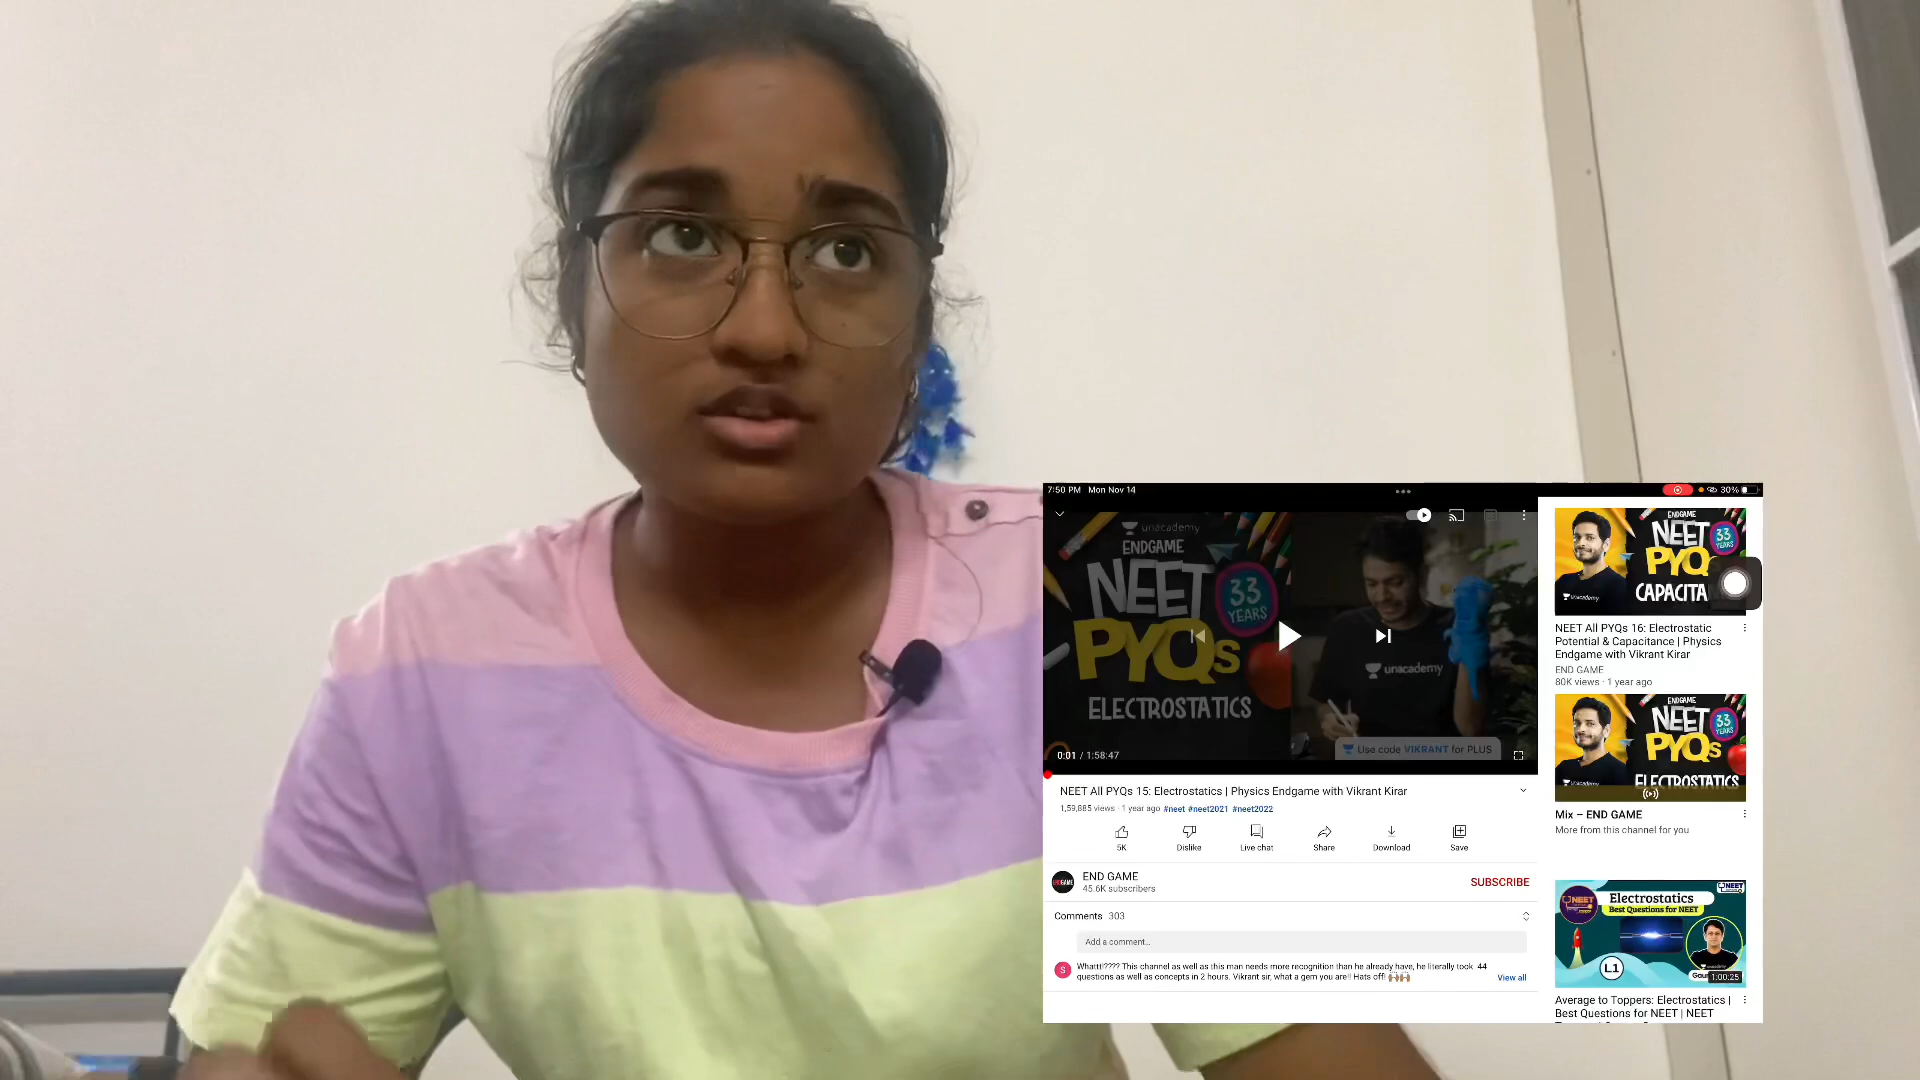 7:50 PM Mon Nov 14
30%
unacademy
ENDGAME
NEET
33
YEARS
PYQs
ELECTROSTATICS
unacademy
Use code VIKRANT for PLUS
0:01 / 1:58:47
NEET All PYQs 15: Electrostatics | Physics Endgame with Vikrant Kirar
1,59,885 views · 1 year ago #neet #neet2021 #neet2022
5K
Dislike
Live chat
Share
Download
Save
END GAME
45.6K subscribers
SUBSCRIBE
Comments 303
Add a comment...
S
Whatt!???? This channel as well as this man needs more recognition than he already have, he literally took 44
questions as well as concepts in 2 hours. Vikrant sir, what a gem you are!! Hats off!
View all
ENDGAME
NEET
33
YEARS
PYQ
CAPACITA
unacademy
NEET All PYQs 16: Electrostatic
Potential & Capacitance | Physics
Endgame with Vikrant Kirar
END GAME
80K views · 1 year ago
ENDGAME
NEET
33
YEARS
PYQs
ELECTROSTATICS
Mix – END GAME
More from this channel for you
NEET
Electrostatics
Best Questions for NEET
L1
1:00:25
Average to Toppers: Electrostatics |
Best Questions for NEET | NEET